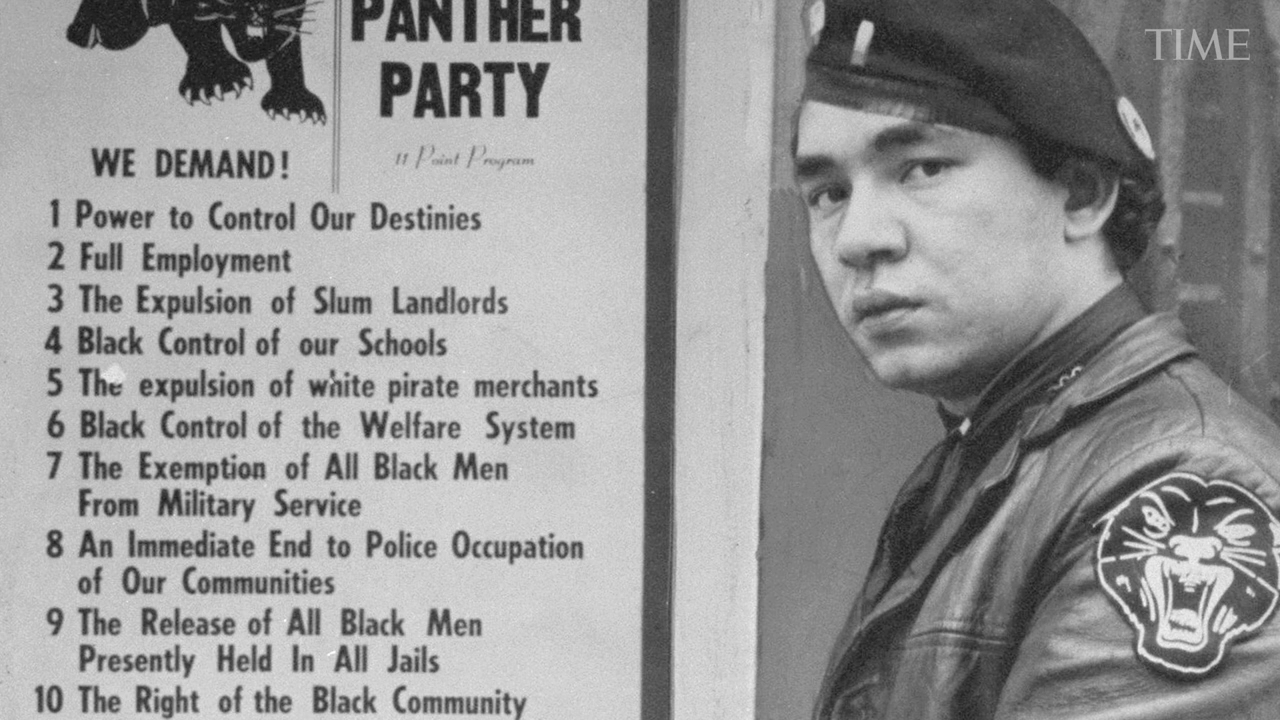 PANTHER
PARTY
TIME
11 Point Program
WE DEMAND!
1 Power to Control Our Destinies
2 Full Employment
3 The Expulsion of Slum Landlords
4 Black Control of our Schools
5 The expulsion of white pirate merchants
6 Black Control of the Welfare System
7 The Exemption of All Black Men
From Military Service
8 An Immediate End to Police Occupation
of Our Communities
9 The Release of All Black Men
Presently Held In All Jails
10 The Right of the Black Community